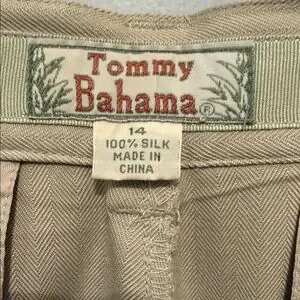 Tommy
Bahama®
14
100% SILK
MADE IN
CHINA